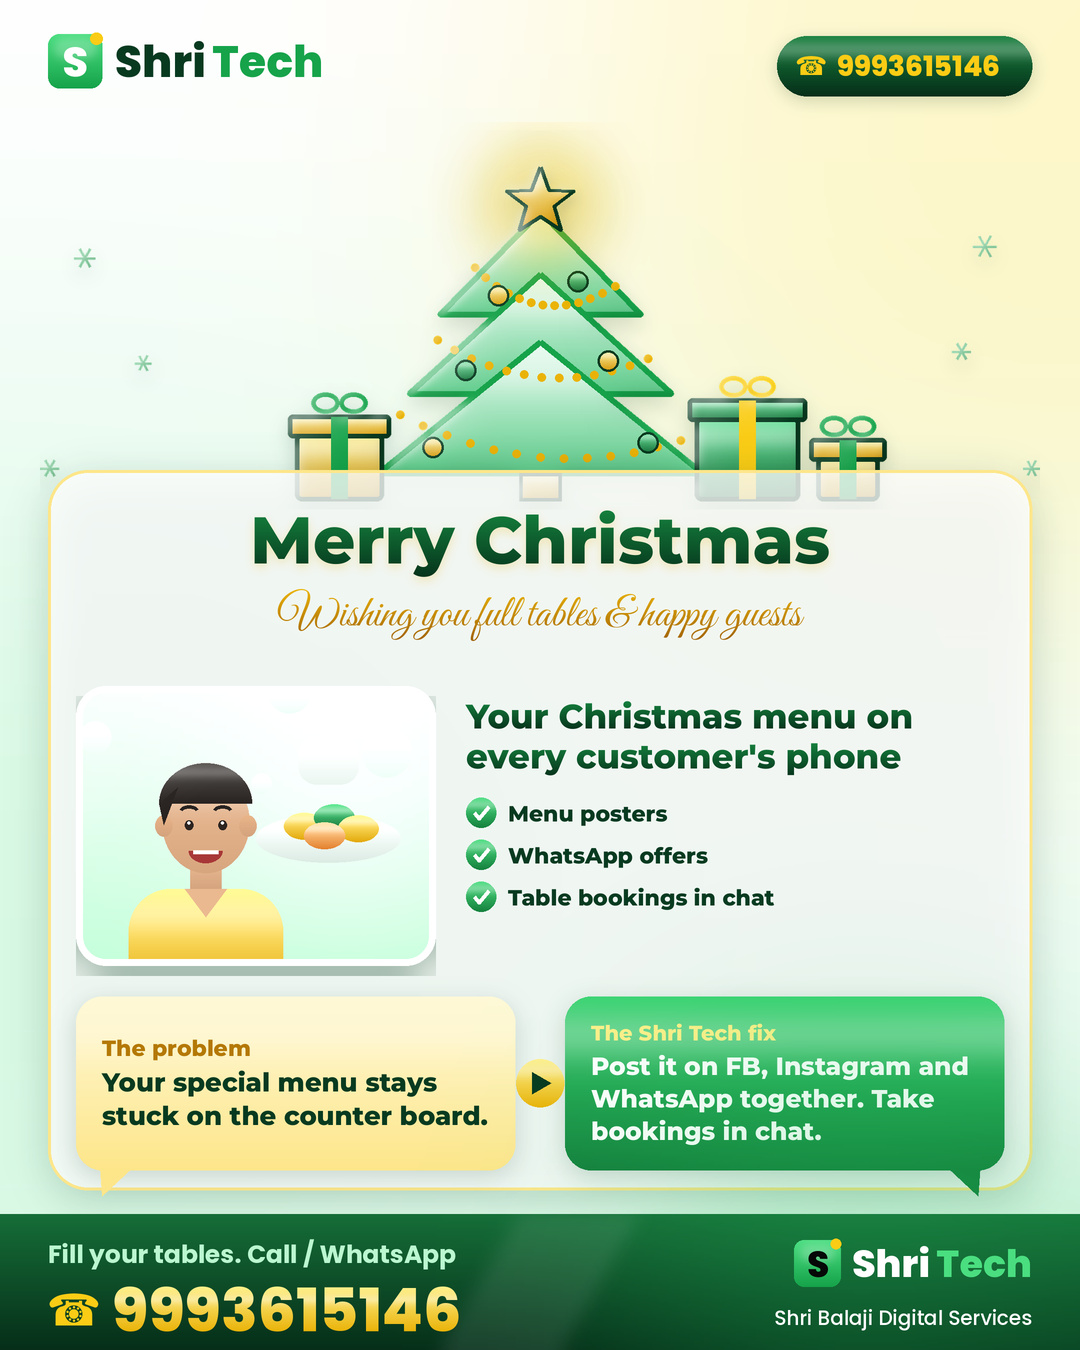 S Shri Tech
☎ 9993615146
Merry Christmas
Wishing you full tables & happy guests
Your Christmas menu on
every customer's phone
Menu posters
WhatsApp offers
Table bookings in chat
The problem
Your special menu stays
stuck on the counter board.
The Shri Tech fix
Post it on FB, Instagram and
WhatsApp together. Take
bookings in chat.
Fill your tables. Call / WhatsApp
☎ 9993615146
S Shri Tech
Shri Balaji Digital Services